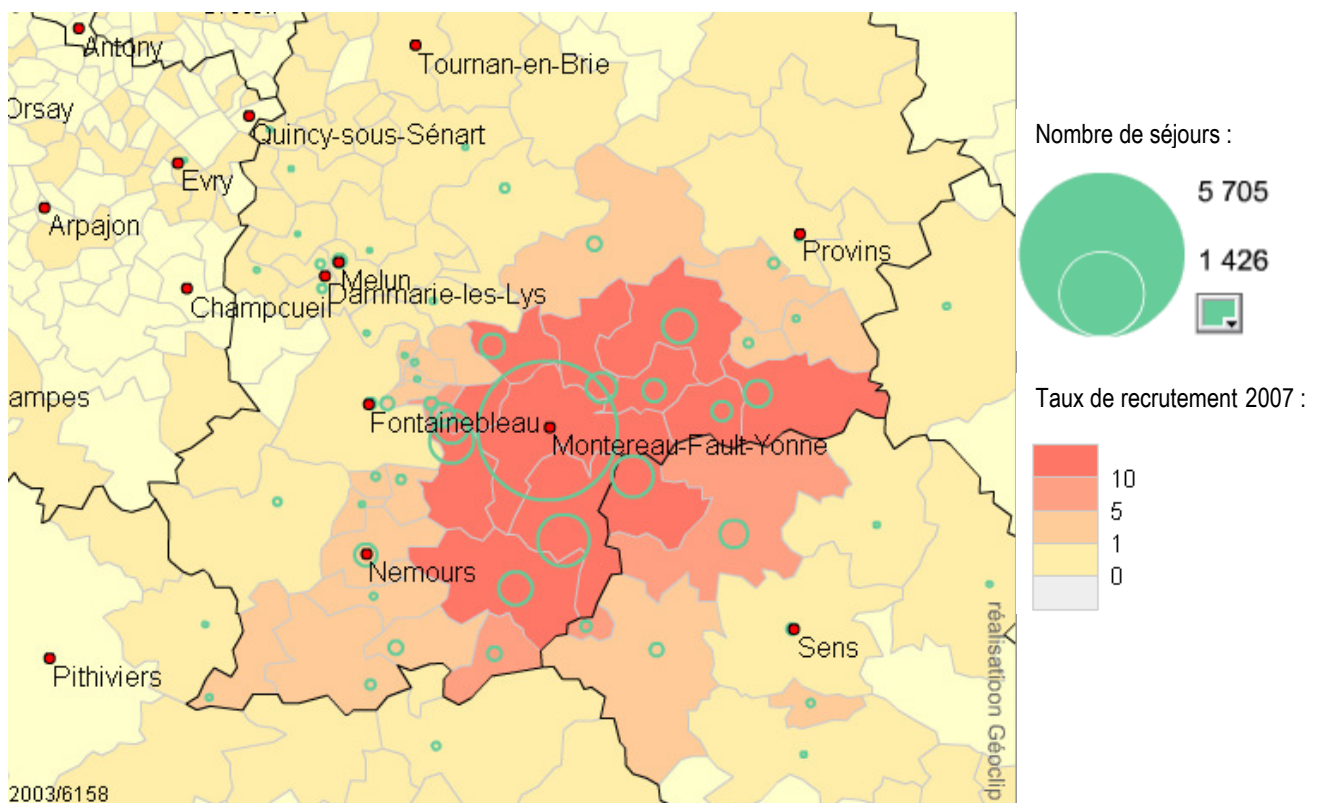 Antony
Tournan-en-Brie
Orsay
Quincy-sous-Sénart
Evry
Arpajon
Provins
Melun
Dammarie-les-Lys
Champcueil
ampes
Fontainebleau
Montereau-Fault-Yonne
Nemours
Sens
Pithiviers
réalisatioon Géoclip
2003/6158
Nombre de séjours :
5 705
1 426
Taux de recrutement 2007 :
10
5
1
0